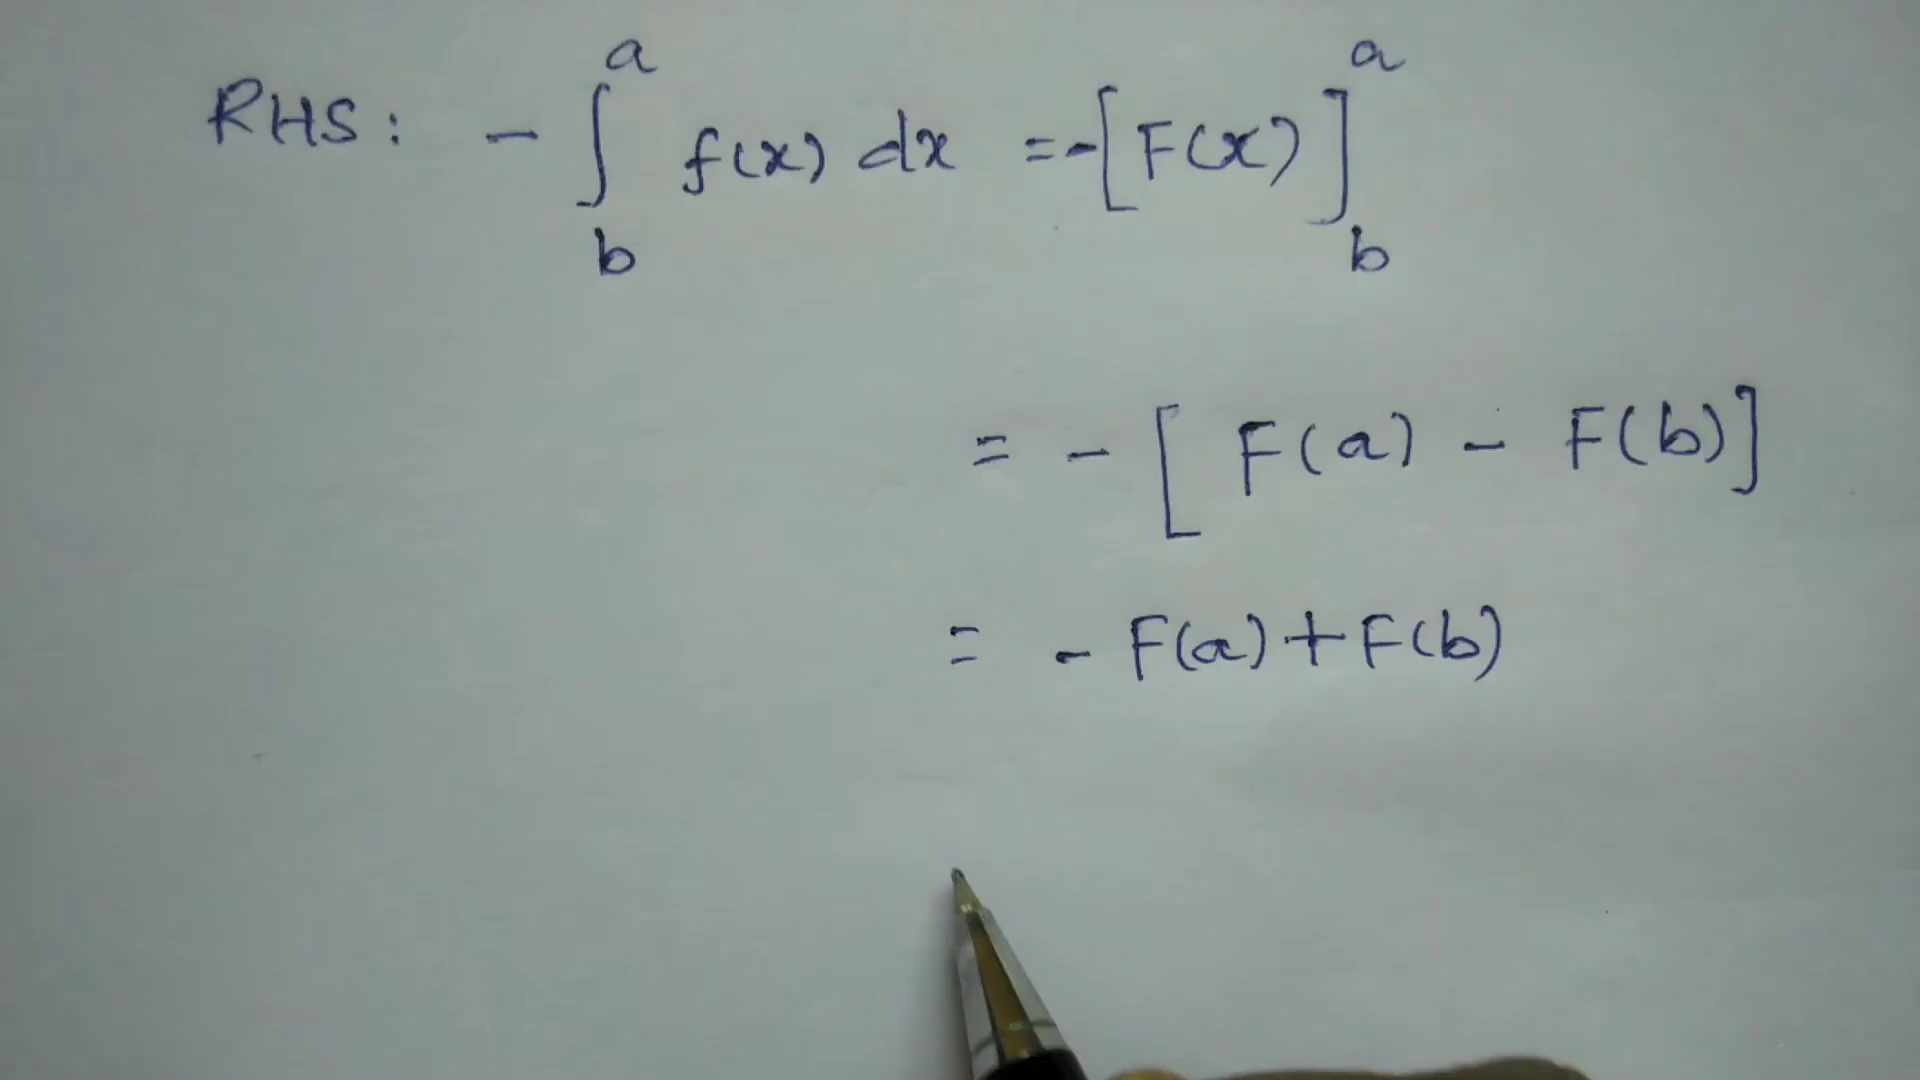 RHS: - ∫_b^a f(x) dx = -[F(x)]_b^a
= - [F(a) - F(b)]
= - F(a) + F(b)